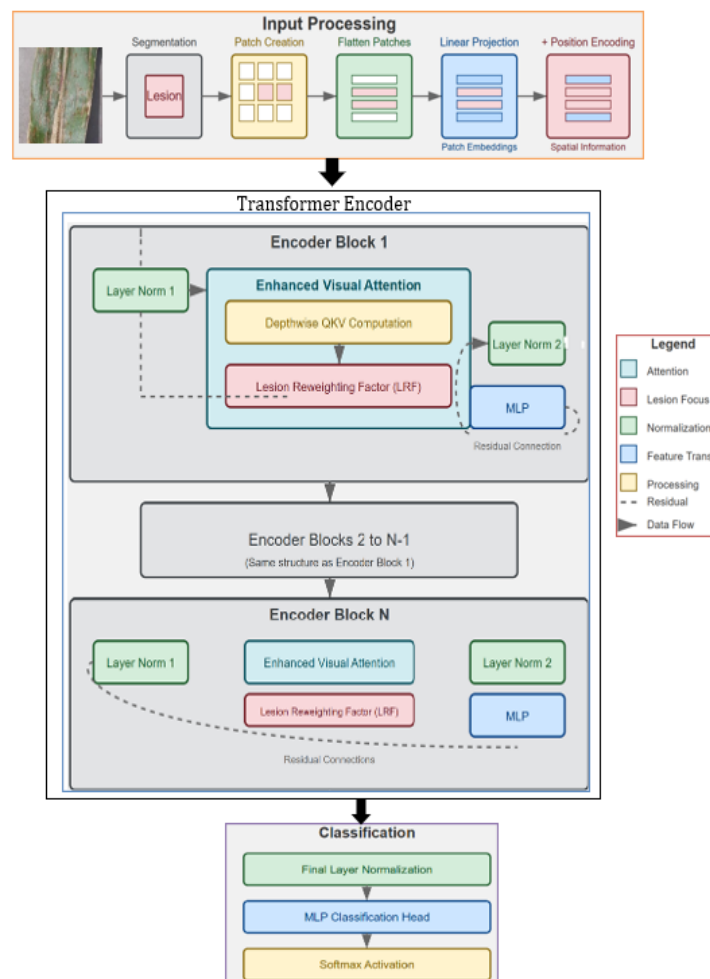 Input Processing
Segmentation
Patch Creation
Flatten Patches
Linear Projection
+ Position Encoding
Lesion
Patch Embeddings
Spatial Information
Transformer Encoder
Encoder Block 1
Layer Norm 1
Enhanced Visual Attention
Depthwise QKV Computation
Lesion Reweighting Factor (LRF)
Layer Norm 2
MLP
Residual Connection
Encoder Blocks 2 to N-1
(Same structure as Encoder Block 1)
Encoder Block N
Layer Norm 1
Enhanced Visual Attention
Layer Norm 2
Lesion Reweighting Factor (LRF)
MLP
Residual Connections
Legend
Attention
Lesion Focus
Normalization
Feature Trans
Processing
Residual
Data Flow
Classification
Final Layer Normalization
MLP Classification Head
Softmax Activation